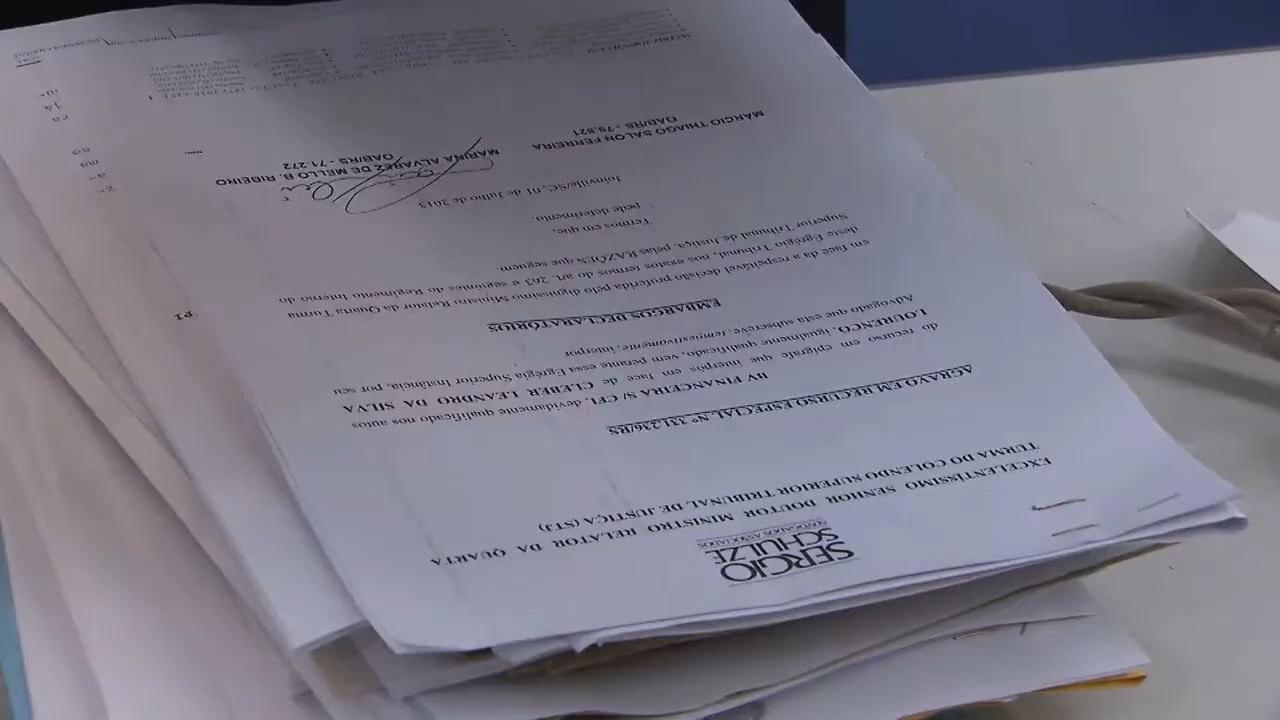 SERGIO
SCHULZE
ADVOGADOS ASSOCIADOS
EXCELENTÍSSIMO SENHOR DOUTOR MINISTRO RELATOR DA QUARTA
TURMA DO COLENDO SUPERIOR TRIBUNAL DE JUSTIÇA (STJ)
AGRAVO EM RECURSO ESPECIAL Nº 331.236/RS
BV FINANCEIRA S/ CFI, devidamente qualificado nos autos
do recurso em epígrafe que interpôs em face de CLEBER LEANDRO DA SILVA
LOURENCO, igualmente qualificado, vem perante essa Egrégia Superior Instância, por seu
Advogado que esta subscreve, tempestivamente, interpor
EMBARGOS DECLARATÓRIOS
em face da a respeitável decisão proferida pelo digníssimo Ministro Relator da Quarta Turma
deste Egrégio Tribunal, nos exatos termos do art. 263 e seguintes do Regimento Interno do
Superior Tribunal de Justiça, pelas RAZÕES que seguem.
Termos em que,
pede deferimento.
Joinville/SC, 01 de Julho de 2013
MARCIO THIAGO SALON FERREIRA
OAB/RS - 79.821
MARINA ALVAREZ DE MELLO B. RIBEIRO
OAB/RS - 71.272